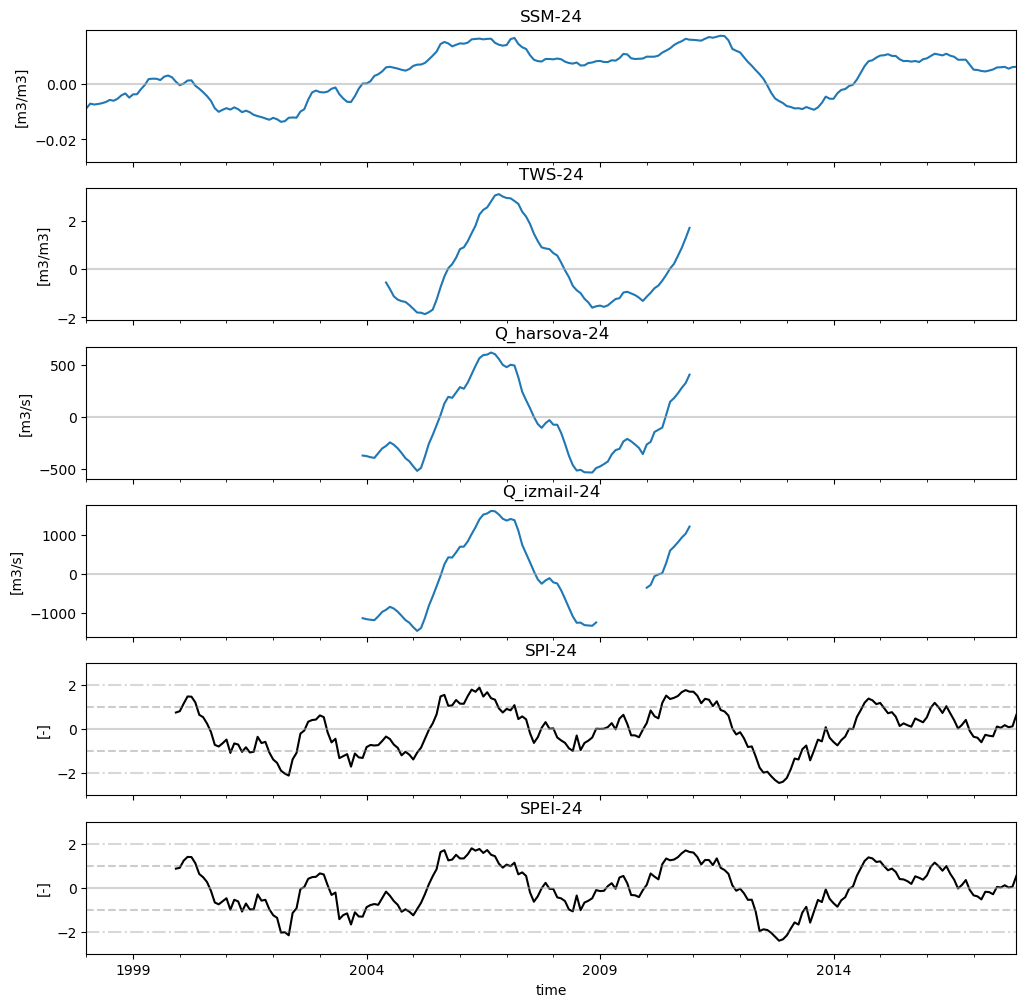 SSM-24
[m3/m3]
0.00
−0.02
TWS-24
[m3/m3]
2
0
−2
Q_harsova-24
[m3/s]
500
0
−500
Q_izmail-24
[m3/s]
1000
0
−1000
SPI-24
[-]
2
0
−2
SPEI-24
[-]
2
0
−2
1999 2004 2009 2014
time